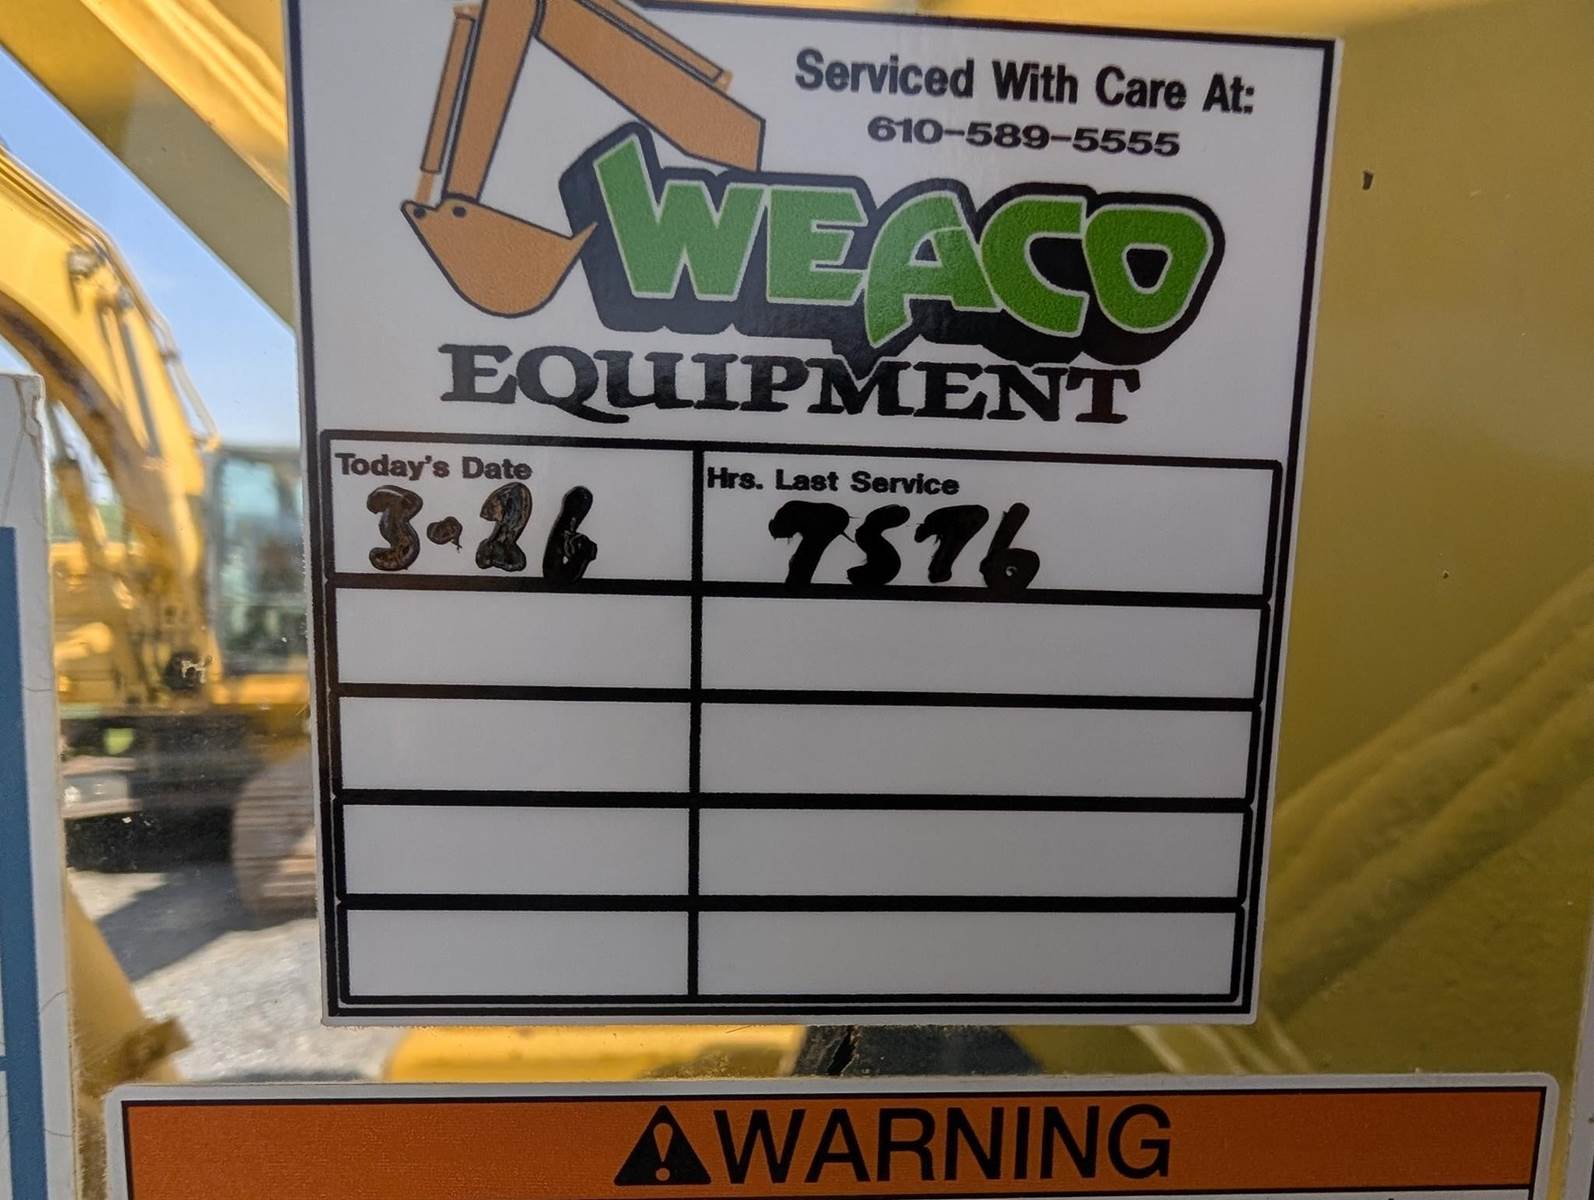 Serviced With Care At:
610-589-5555
WEACO
EQUIPMENT
Today's Date
Hrs. Last Service
3-26
7576
WARNING